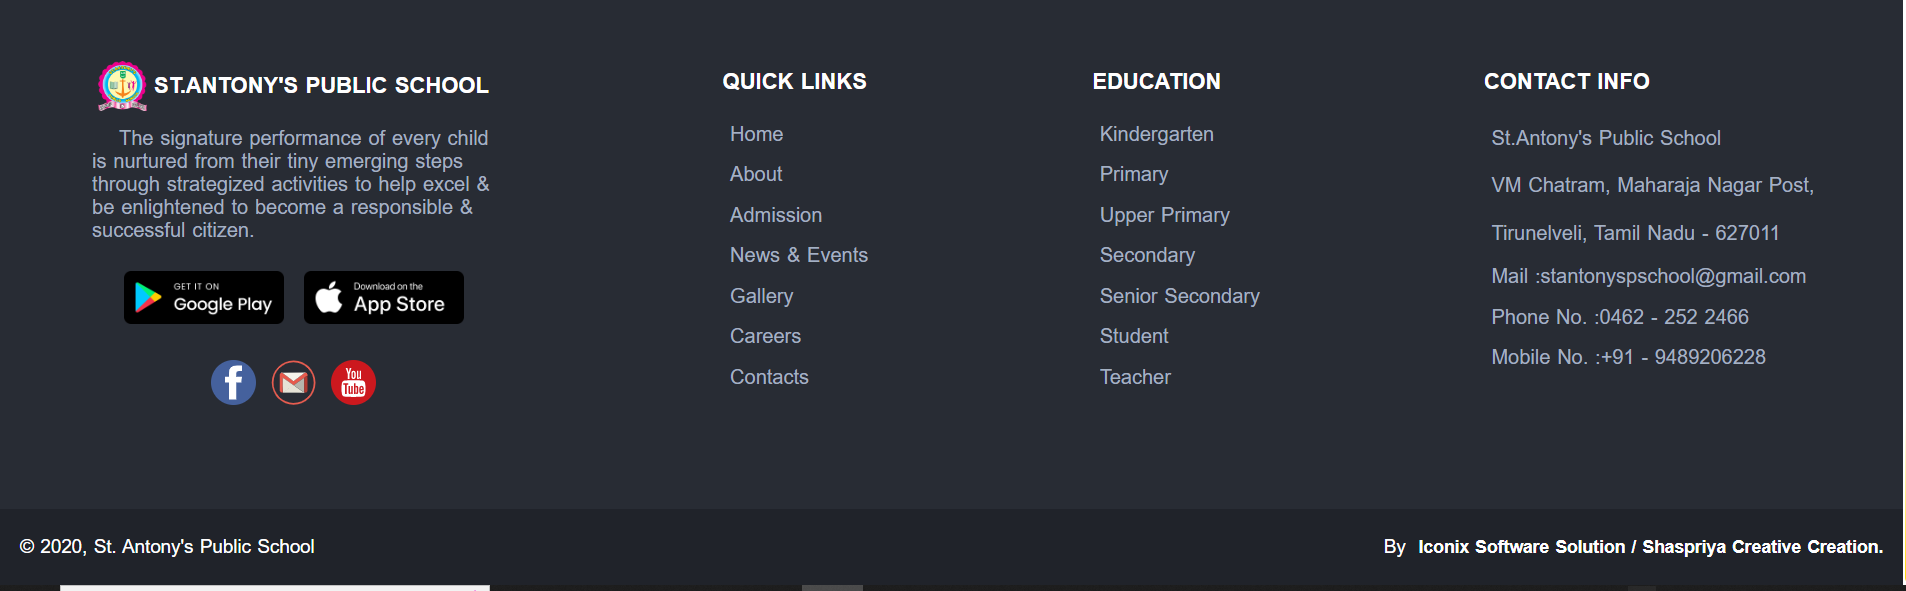 ST.ANTONY'S PUBLIC SCHOOL
The signature performance of every child
is nurtured from their tiny emerging steps
through strategized activities to help excel &
be enlightened to become a responsible &
successful citizen.
GET IT ON
Google Play
Download on the
App Store
You
Tube
QUICK LINKS
Home
About
Admission
News & Events
Gallery
Careers
Contacts
EDUCATION
Kindergarten
Primary
Upper Primary
Secondary
Senior Secondary
Student
Teacher
CONTACT INFO
St.Antony's Public School
VM Chatram, Maharaja Nagar Post,
Tirunelveli, Tamil Nadu - 627011
Mail :stantonyspschool@gmail.com
Phone No. :0462 - 252 2466
Mobile No. :+91 - 9489206228
© 2020, St. Antony's Public School
By Iconix Software Solution / Shaspriya Creative Creation.